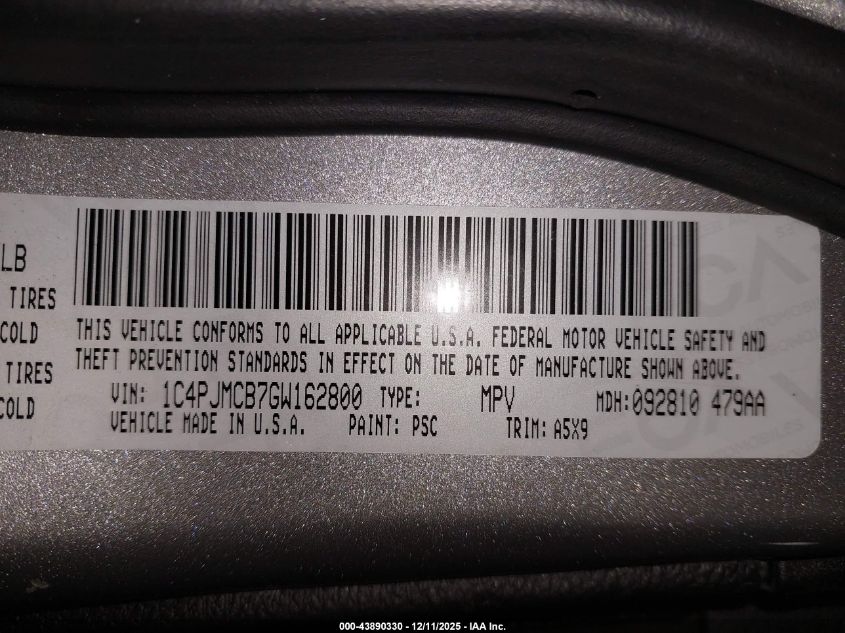 LB
TIRES
COLD
TIRES
COLD
THIS VEHICLE CONFORMS TO ALL APPLICABLE U.S.A. FEDERAL MOTOR VEHICLE SAFETY AND
THEFT PREVENTION STANDARDS IN EFFECT ON THE DATE OF MANUFACTURE SHOWN ABOVE.
VIN: 1C4PJMCB7GW162800 TYPE: MPV MDH:092810 479AA
VEHICLE MADE IN U.S.A. PAINT: PSC TRIM: A5X9
000-43890330 - 12/11/2025 - IAA Inc.